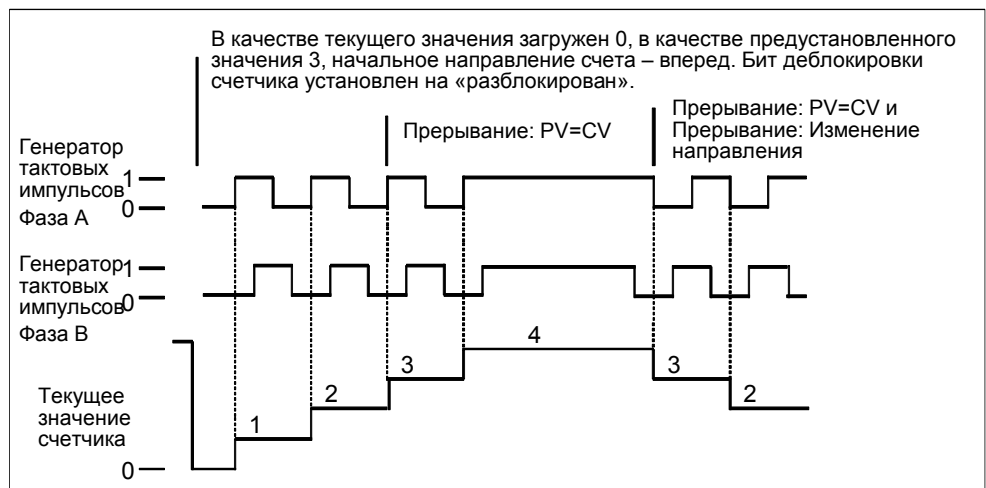 В качестве текущего значения загружен 0, в качестве предустановленного
значения 3, начальное направление счета – вперед. Бит деблокировки
счетчика установлен на «разблокирован».
Прерывание: PV=CV
Прерывание: PV=CV и
Прерывание: Изменение
направления
Генератор
тактовых
импульсов
Фаза A
1
0
Генератор
тактовых
импульсов
Фаза B
1
0
Текущее
значение
счетчика
0
1
2
3
4
3
2